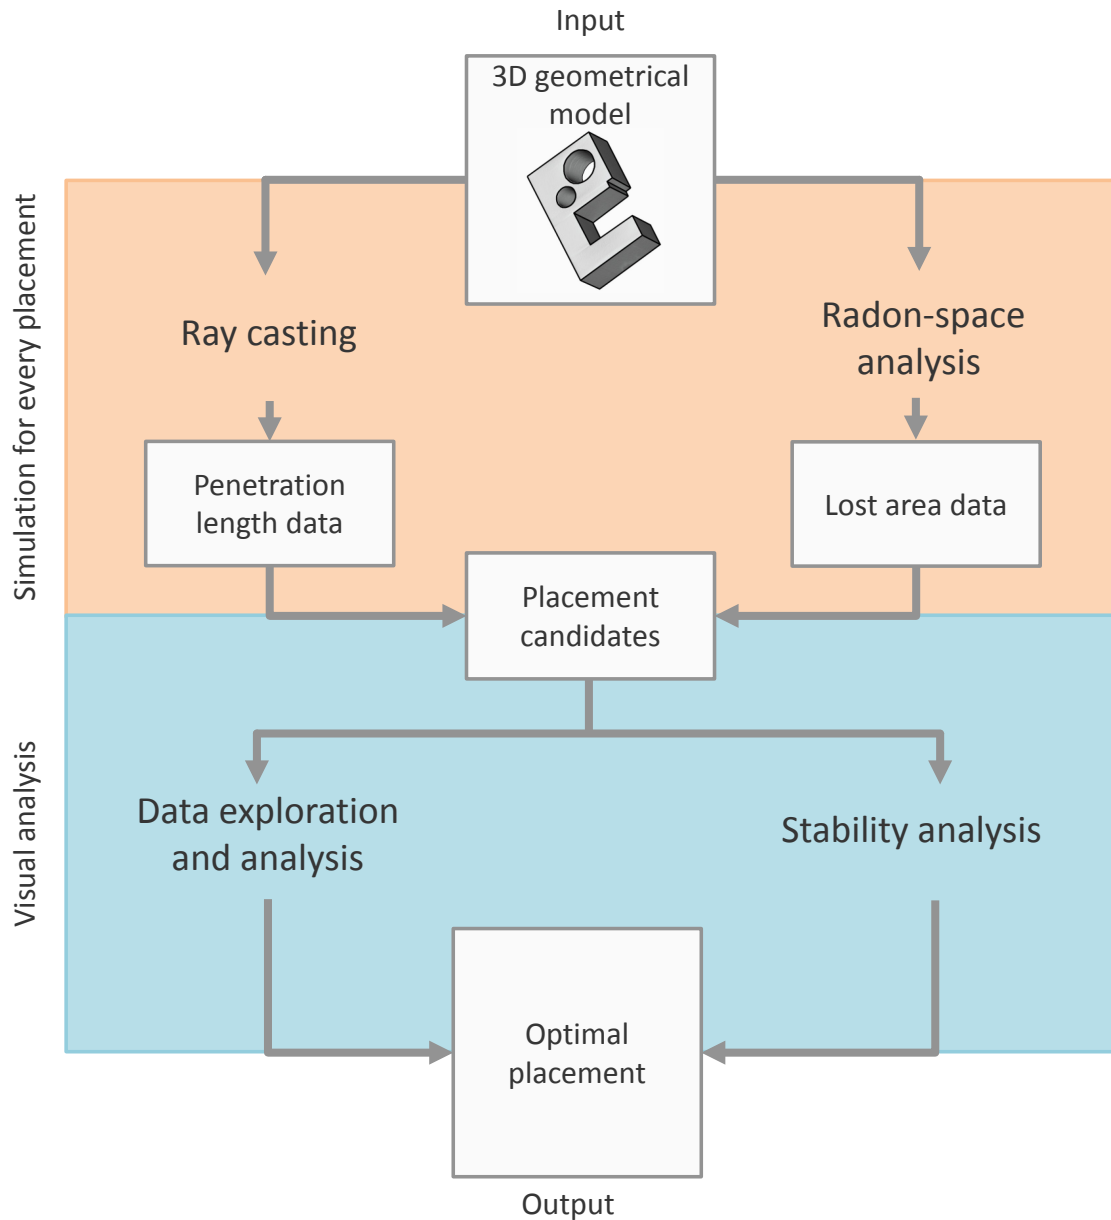 Input
3D geometrical
model
Simulation for every placement
Ray casting
Radon-space
analysis
Penetration
length data
Lost area data
Placement
candidates
Visual analysis
Data exploration
and analysis
Stability analysis
Optimal
placement
Output